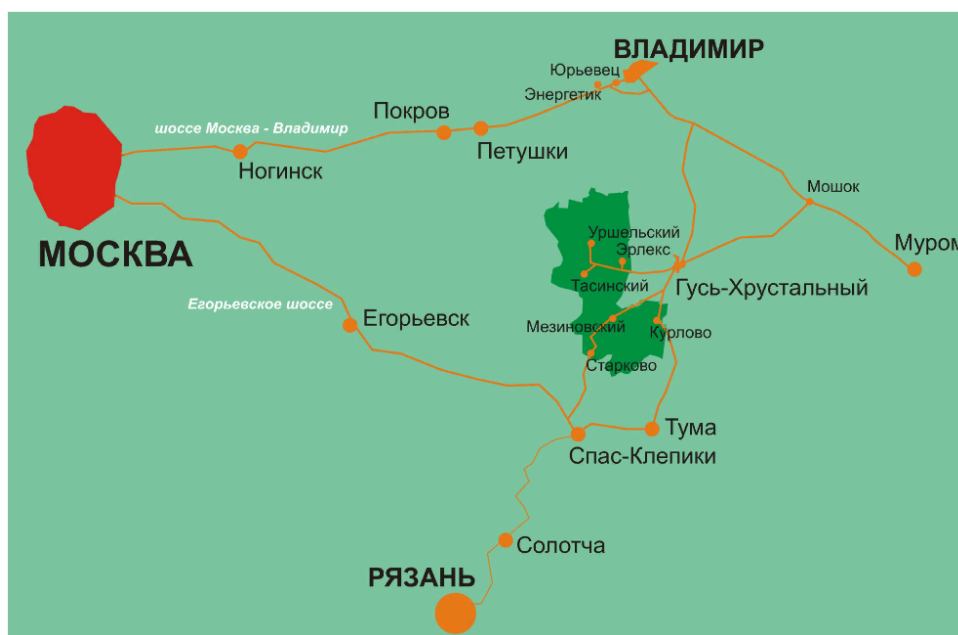 ВЛАДИМИР
Юрьевец
Энергетик
Покров
шоссе Москва - Владимир
Петушки
Ногинск
Мошок
МОСКВА
Уршельский
Эрлекс
Муром
Тасинский
Гусь-Хрустальный
Егорьевское шоссе
Егорьевск
Мезиновский
Курлово
Старково
Тума
Спас-Клепики
Солотча
РЯЗАНЬ